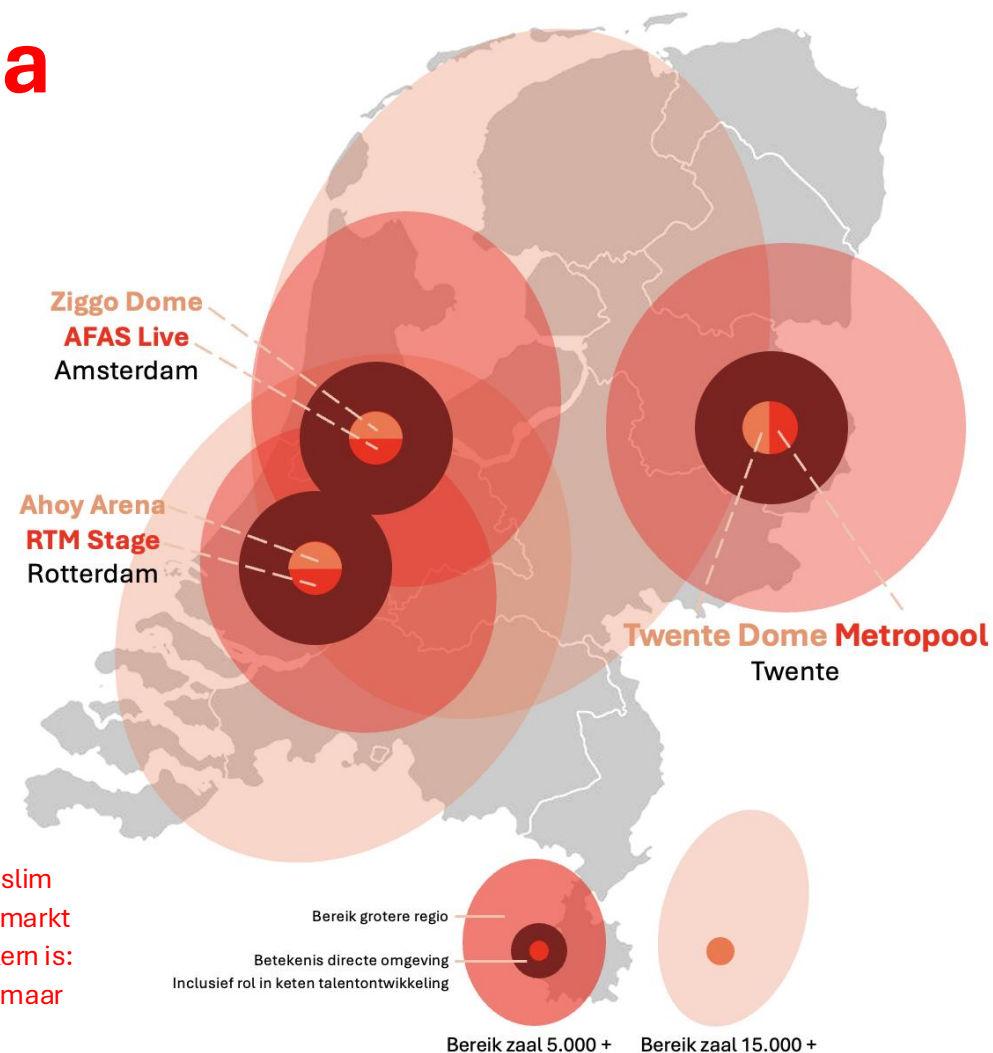 a
Ziggo Dome
AFAS Live
Amsterdam
Ahoy Arena
RTM Stage
Rotterdam
Twente Dome Metropool
Twente
slim
markt
ern is:
maar
Bereik grotere regio
Betekenis directe omgeving
Inclusief rol in keten talentontwikkeling
Bereik zaal 5.000 +
Bereik zaal 15.000 +